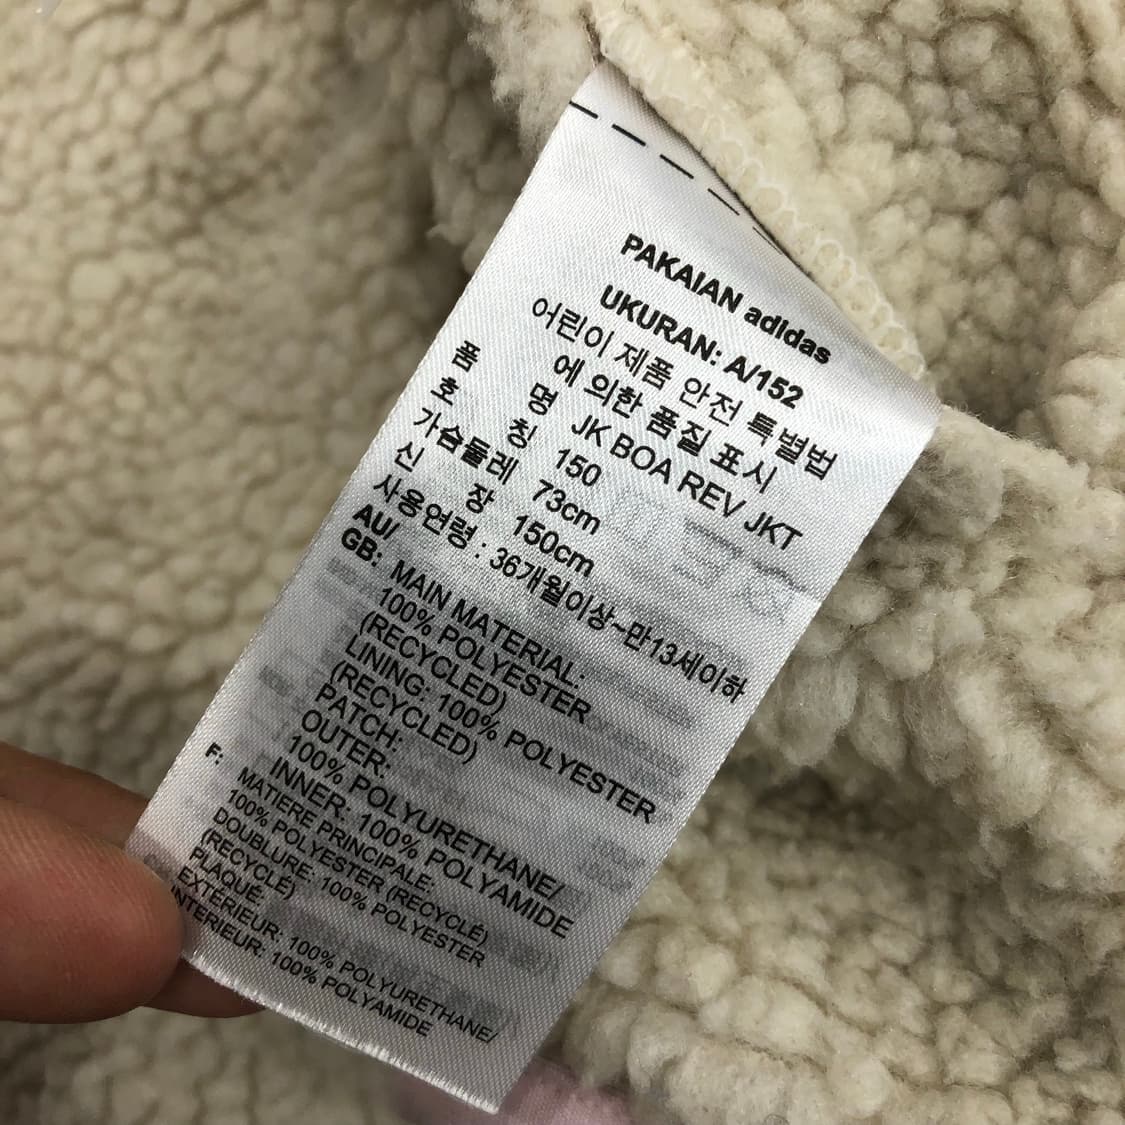 PAKAIAN adidas
UKURAN: A/152
어린이 제품 안전 특별법
에 의한 품질 표시
품 명 JK BOA REV JKT
호 칭 150
가슴둘레 73cm
신 장 150cm
사용연령 : 36개월이상~만13세이하
AU/
GB: MAIN MATERIAL:
100% POLYESTER
(RECYCLED)
LINING: 100% POLYESTER
(RECYCLED)
PATCH:
OUTER:
100% POLYURETHANE/
INNER: 100% POLYAMIDE
F: MATIERE PRINCIPALE:
100% POLYESTER (RECYCLÉ)
DOUBLURE: 100% POLYESTER
(RECYCLÉ)
PLAQUÉ:
EXTÉRIEUR: 100% POLYURETHANE/
INTERIEUR: 100% POLYAMIDE